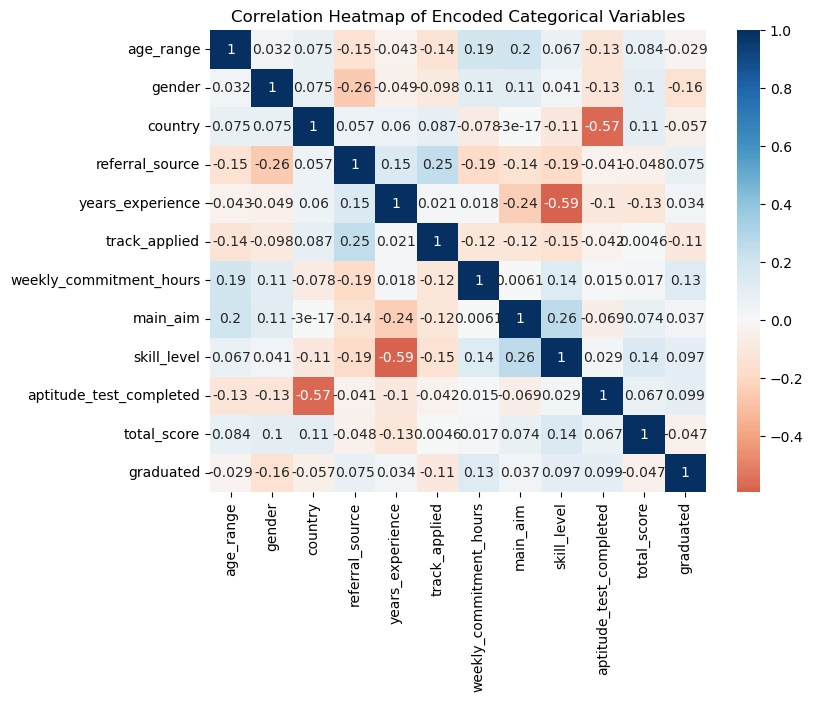 Correlation Heatmap of Encoded Categorical Variables
age_range 1 0.032 0.075 -0.15 -0.043 -0.14 0.19 0.2 0.067 -0.13 0.084 -0.029
gender 0.032 1 0.075 -0.26 -0.049 -0.098 0.11 0.11 0.041 -0.13 0.1 -0.16
country 0.075 0.075 1 0.057 0.06 0.087 -0.078 -3e-17 -0.11 -0.57 0.11 -0.057
referral_source -0.15 -0.26 0.057 1 0.15 0.25 -0.19 -0.14 -0.19 -0.041 -0.048 0.075
years_experience -0.043 -0.049 0.06 0.15 1 0.021 0.018 -0.24 -0.59 -0.1 -0.13 0.034
track_applied -0.14 -0.098 0.087 0.25 0.021 1 -0.12 -0.12 -0.15 -0.042 0.0046 -0.11
weekly_commitment_hours 0.19 0.11 -0.078 -0.19 0.018 -0.12 1 0.0061 0.14 0.015 0.017 0.13
main_aim 0.2 0.11 -3e-17 -0.14 -0.24 -0.12 0.0061 1 0.26 -0.069 0.074 0.037
skill_level 0.067 0.041 -0.11 -0.19 -0.59 -0.15 0.14 0.26 1 0.029 0.14 0.097
aptitude_test_completed -0.13 -0.13 -0.57 -0.041 -0.1 -0.042 0.015 -0.069 0.029 1 0.067 0.099
total_score 0.084 0.1 0.11 -0.048 -0.13 0.0046 0.017 0.074 0.14 0.067 1 -0.047
graduated -0.029 -0.16 -0.057 0.075 0.034 -0.11 0.13 0.037 0.097 0.099 -0.047 1
age_range
gender
country
referral_source
years_experience
track_applied
weekly_commitment_hours
main_aim
skill_level
aptitude_test_completed
total_score
graduated
1.0
0.8
0.6
0.4
0.2
0.0
−0.2
−0.4